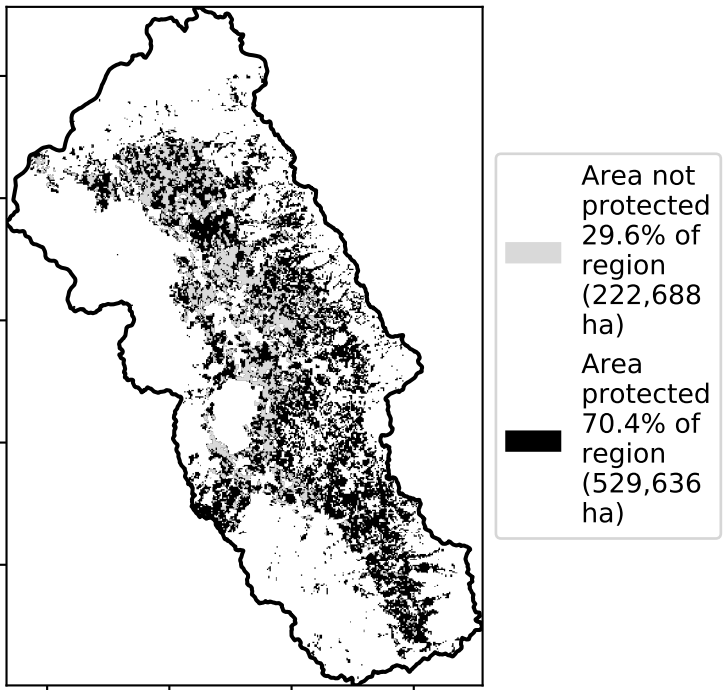 Area not
protected
29.6% of
region
(222,688
ha)
Area
protected
70.4% of
region
(529,636
ha)